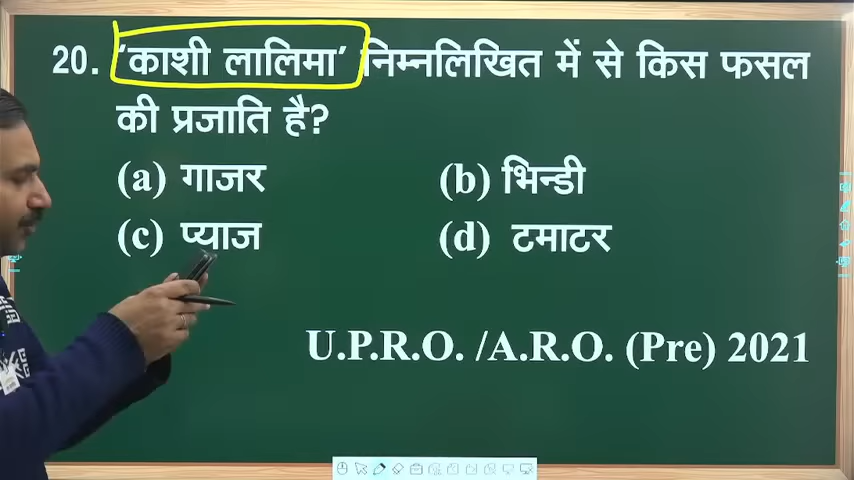 20. 'काशी लालिमा' निम्नलिखित में से किस फसल
की प्रजाति है?
(a) गाजर (b) भिन्डी
(c) प्याज (d) टमाटर
U.P.R.O. /A.R.O. (Pre) 2021